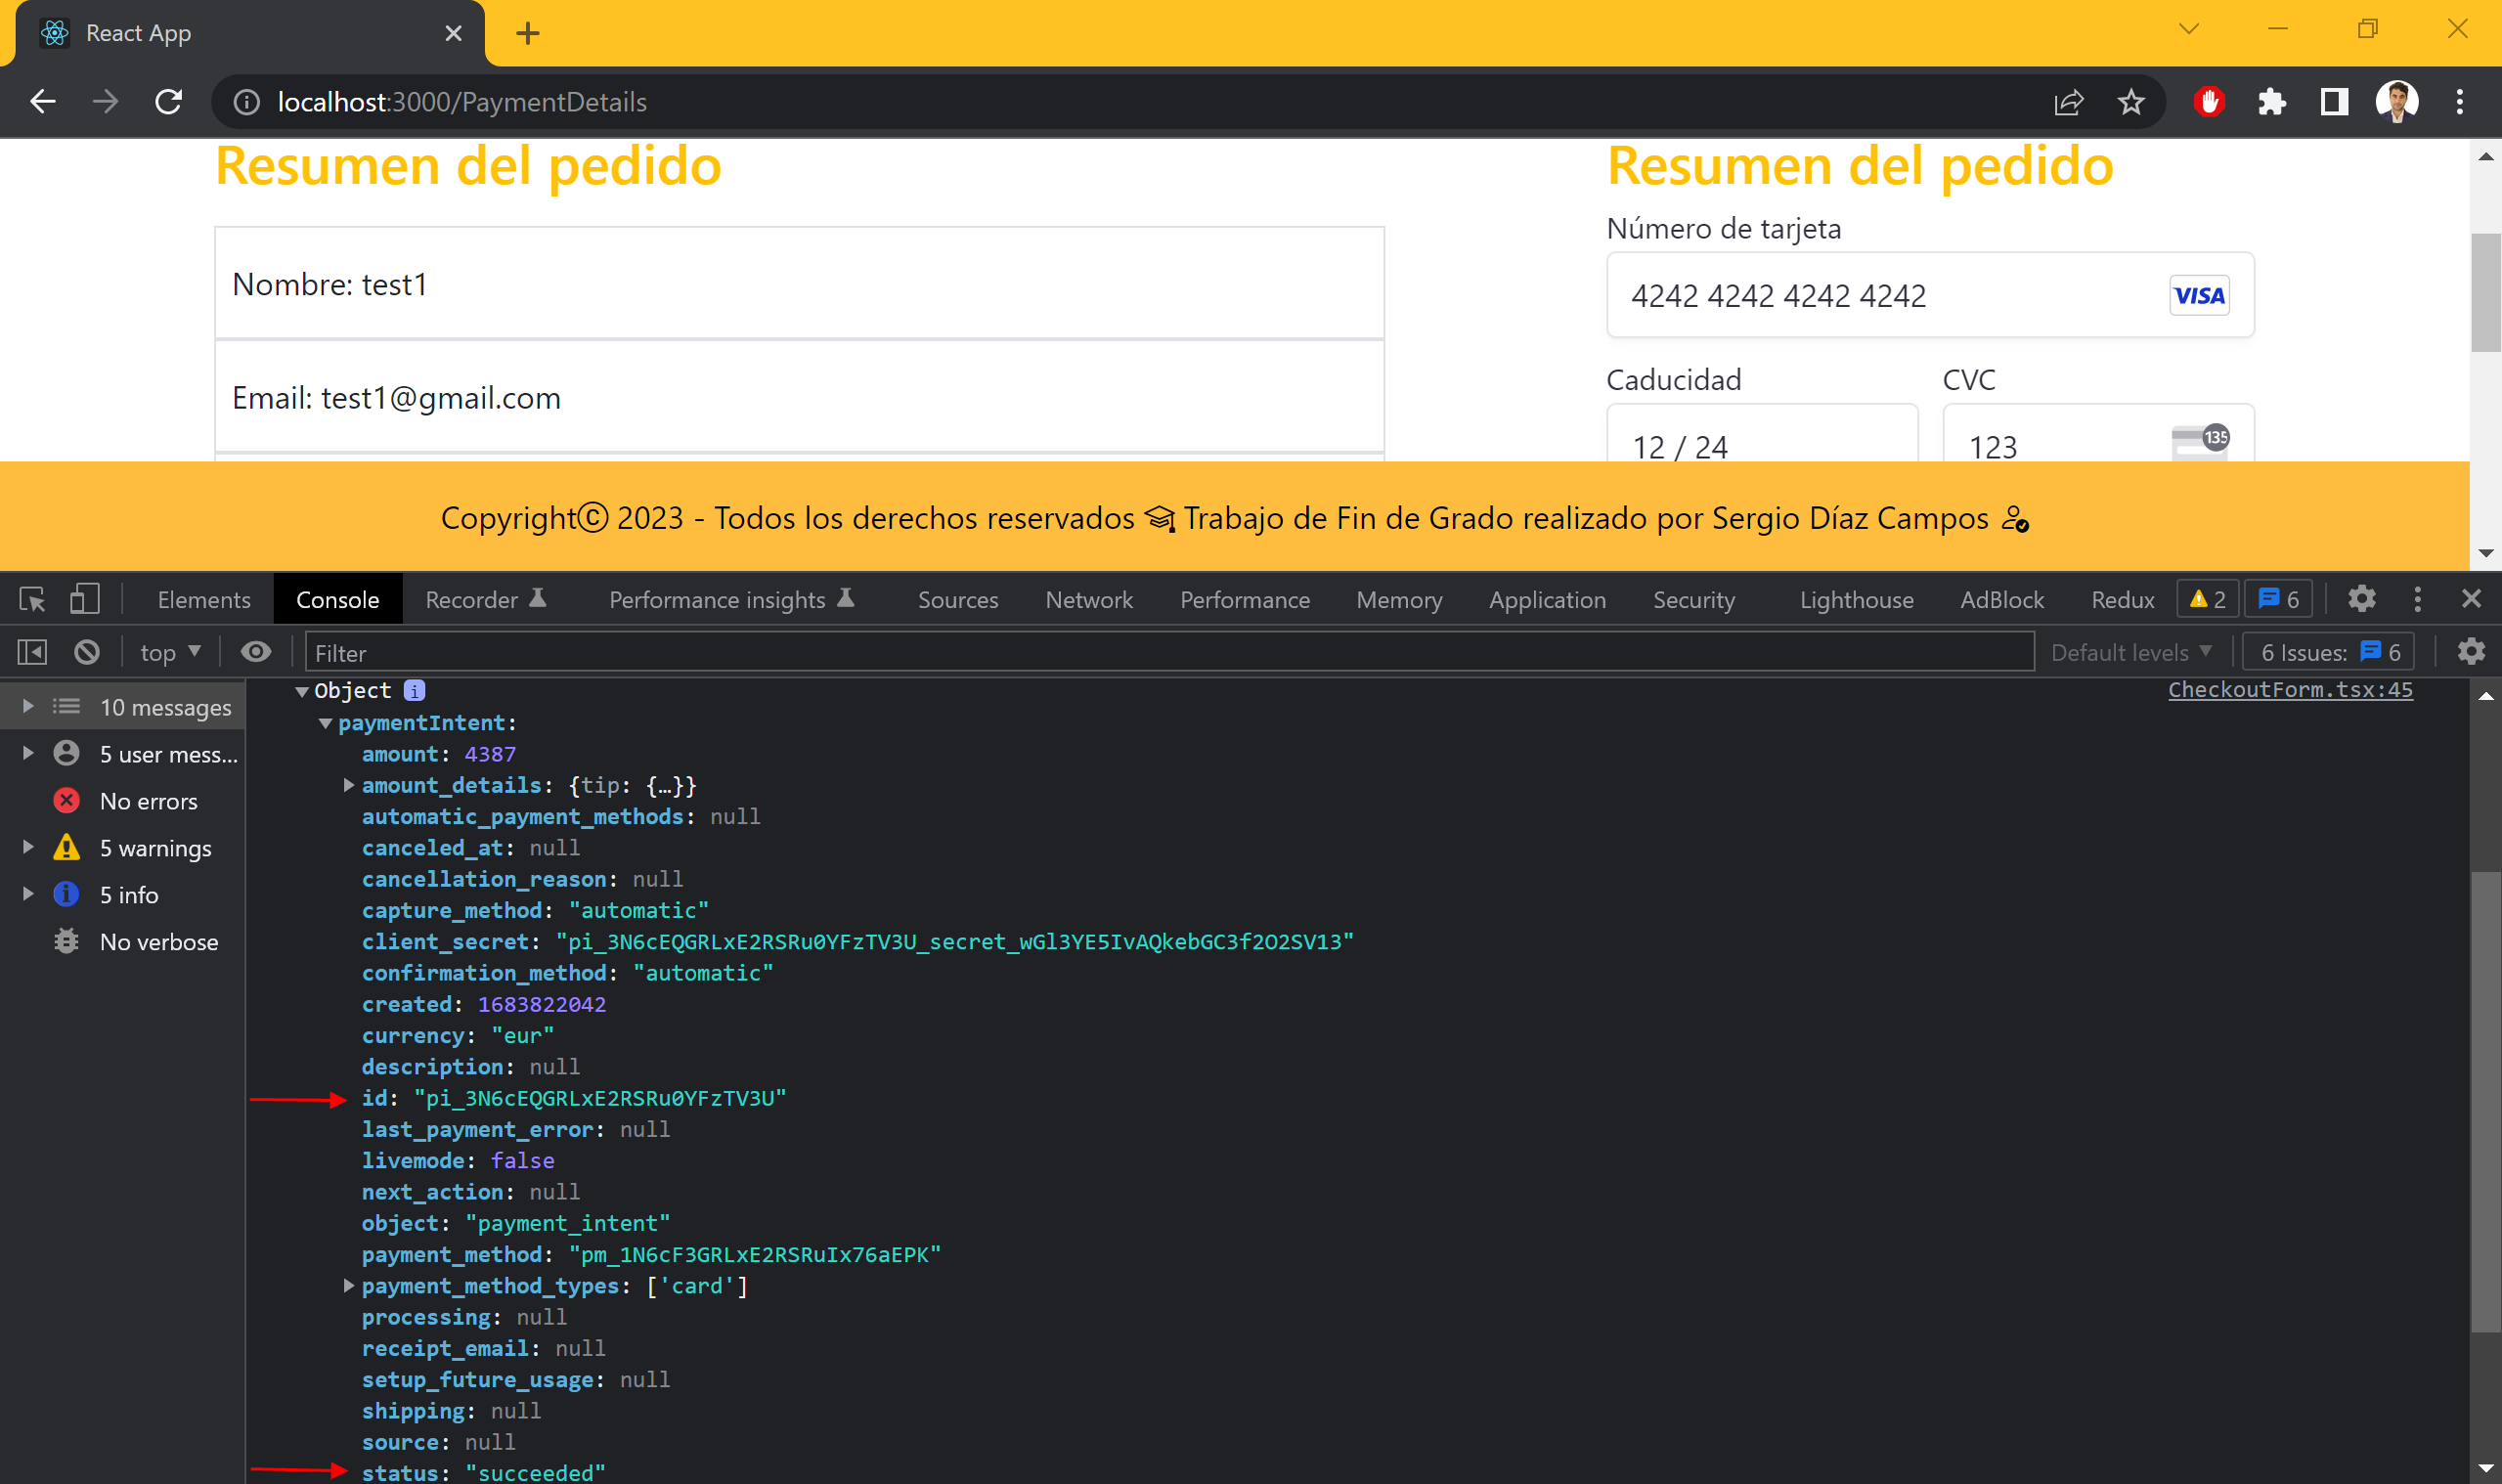 React App
localhost:3000/PaymentDetails
Resumen del pedido
Nombre: test1
Email: test1@gmail.com
Resumen del pedido
Número de tarjeta
4242 4242 4242 4242
VISA
Caducidad
CVC
12 / 24
123
135
Copyright© 2023 - Todos los derechos reservados Trabajo de Fin de Grado realizado por Sergio Díaz Campos
Elements Console Recorder Performance insights Sources Network Performance Memory Application Security Lighthouse AdBlock Redux 2 6
top Filter Default levels 6 Issues: 6
10 messages
5 user mess...
No errors
5 warnings
5 info
No verbose
Object i
CheckoutForm.tsx:45
paymentIntent:
amount: 4387
amount_details: {tip: {…}}
automatic_payment_methods: null
canceled_at: null
cancellation_reason: null
capture_method: "automatic"
client_secret: "pi_3N6cEQGRLxE2RSRu0YFzTV3U_secret_wGl3YE5IvAQkebGC3f2O2SV13"
confirmation_method: "automatic"
created: 1683822042
currency: "eur"
description: null
id: "pi_3N6cEQGRLxE2RSRu0YFzTV3U"
last_payment_error: null
livemode: false
next_action: null
object: "payment_intent"
payment_method: "pm_1N6cF3GRLxE2RSRuIx76aEPK"
payment_method_types: ['card']
processing: null
receipt_email: null
setup_future_usage: null
shipping: null
source: null
status: "succeeded"